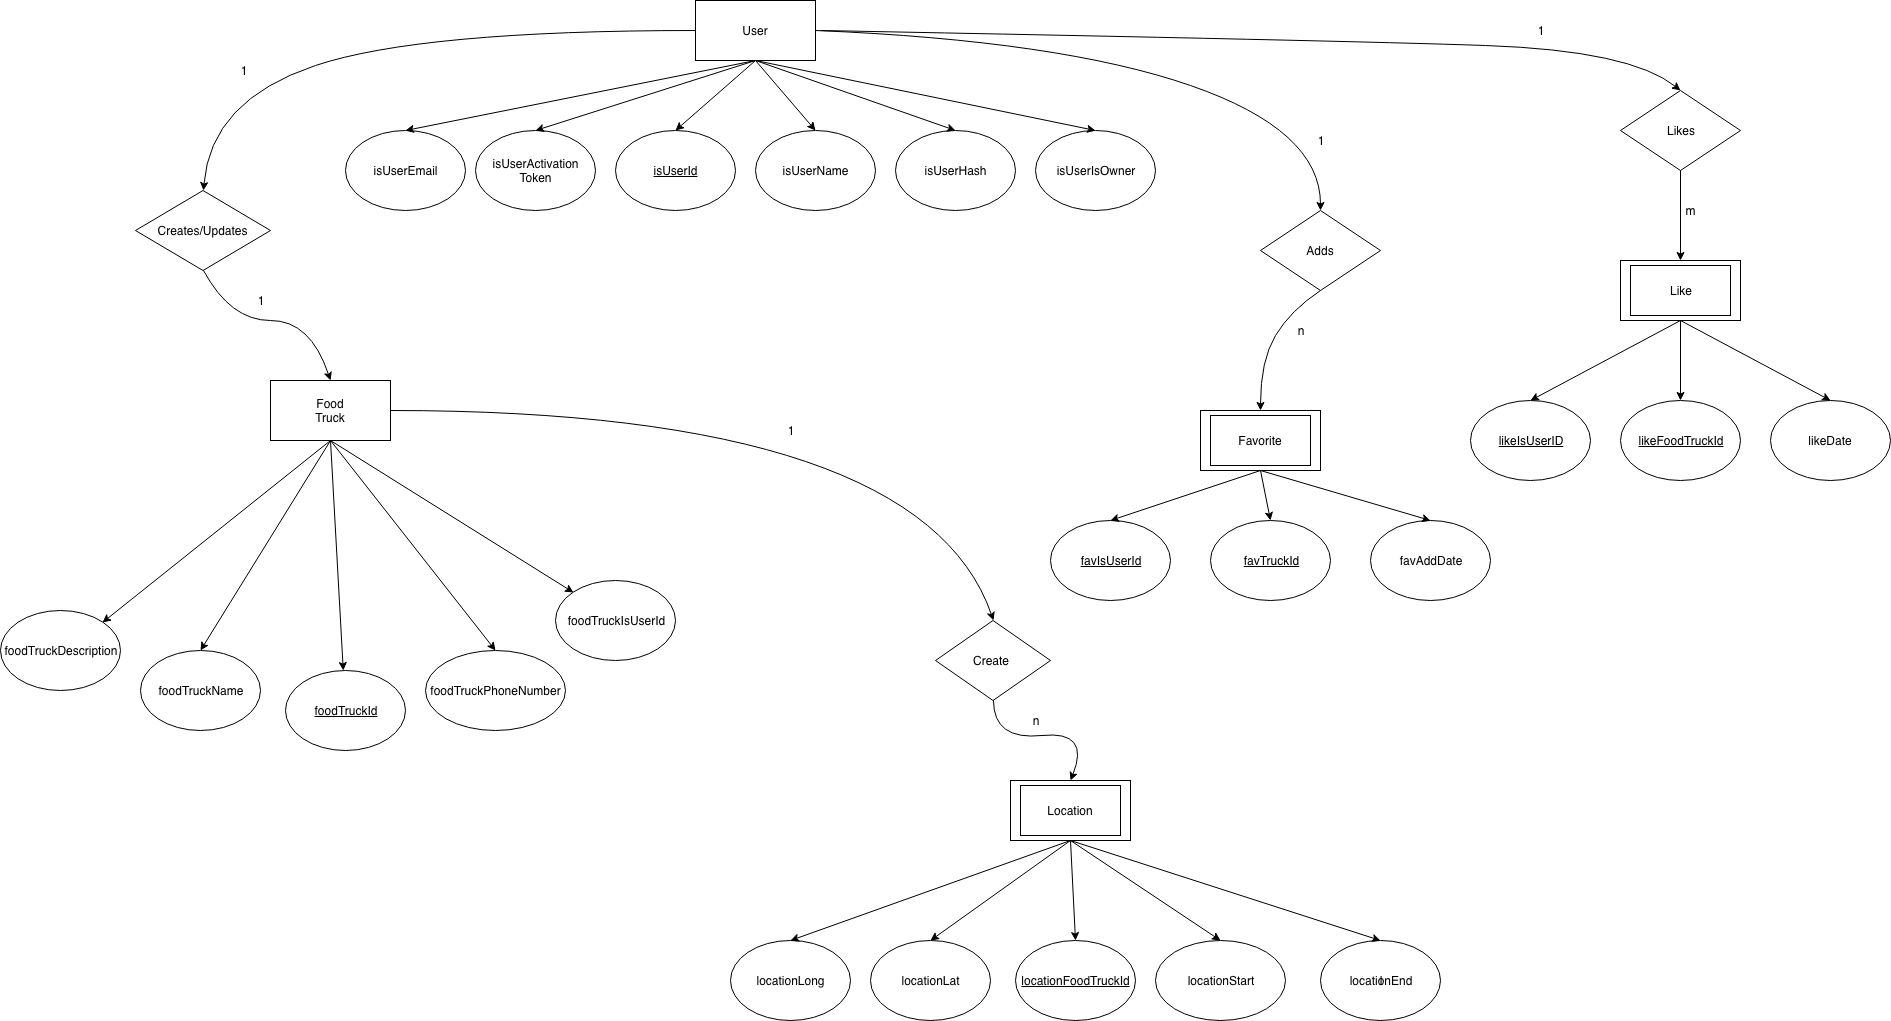 User
1
1
Likes
isUserEmail
isUserActivation
Token
isUserId
isUserName
isUserHash
isUserIsOwner
1
m
Creates/Updates
Adds
Like
1
n
Food
Truck
1
Favorite
likeIsUserID
likeFoodTruckId
likeDate
favIsUserId
favTruckId
favAddDate
foodTruckDescription
foodTruckName
foodTruckId
foodTruckPhoneNumber
foodTruckIsUserId
Create
n
Location
locationLong
locationLat
locationFoodTruckId
locationStart
locationEnd